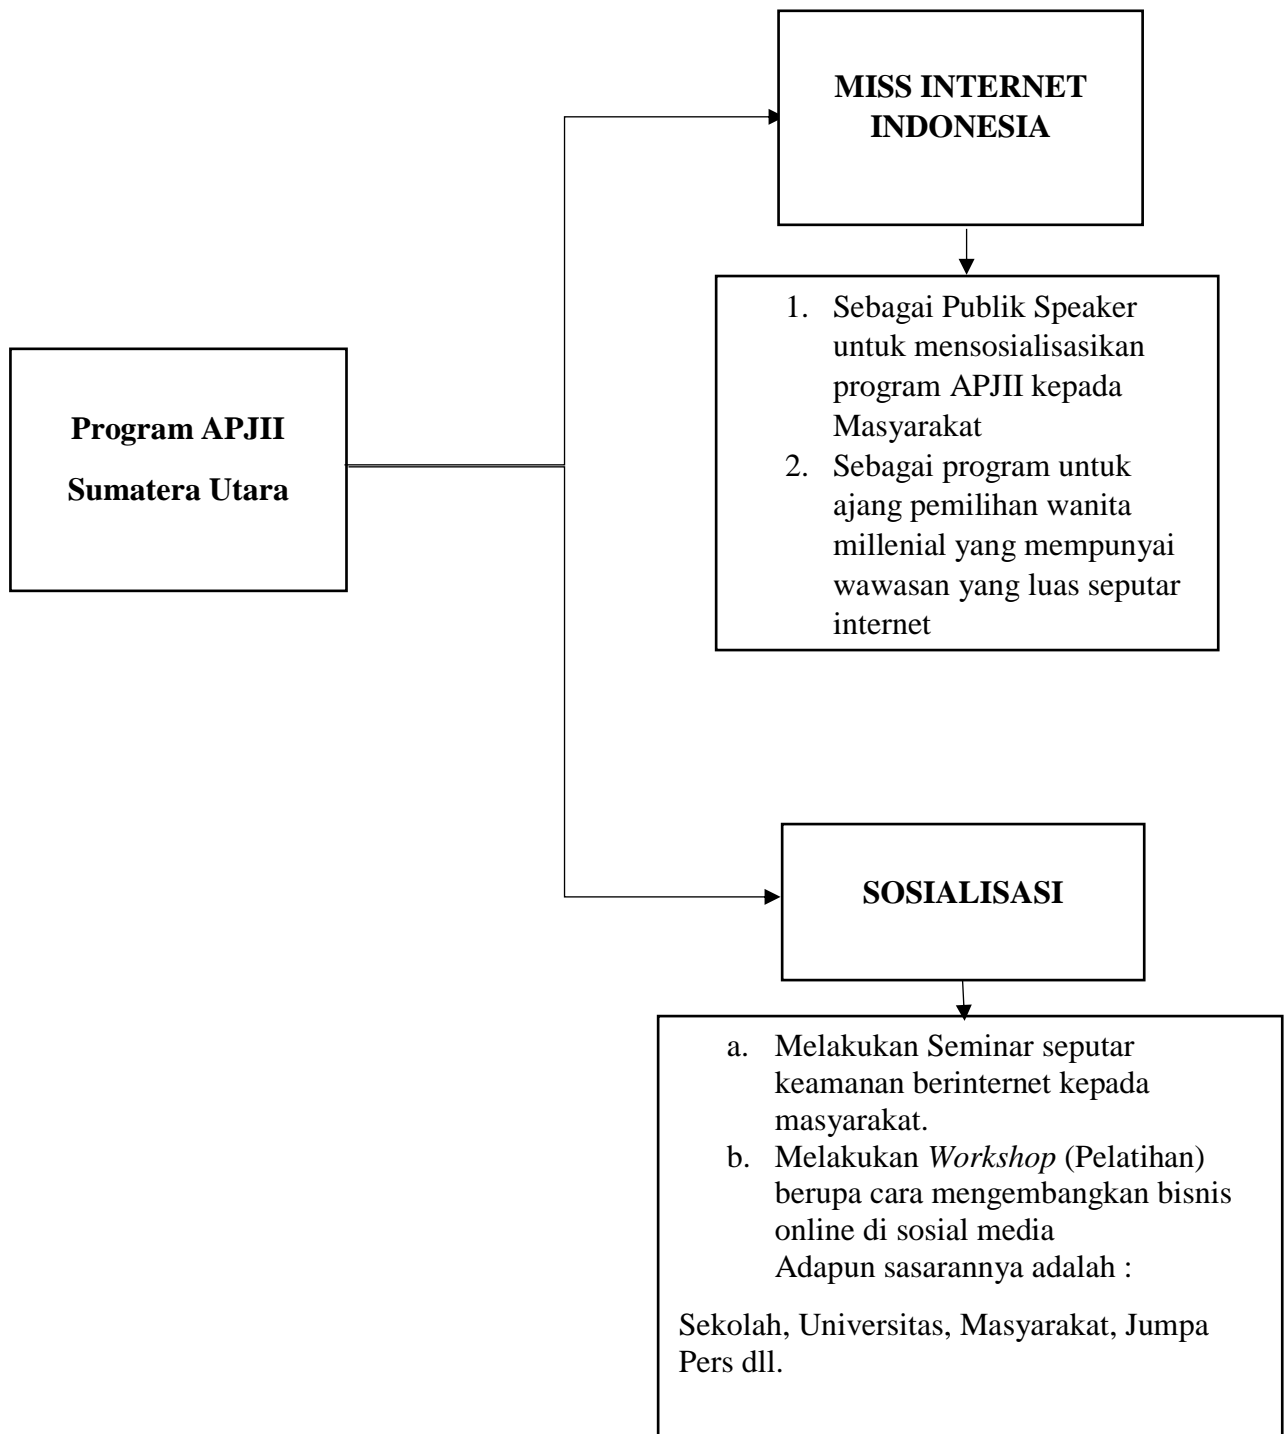 MISS INTERNET
INDONESIA
1. Sebagai Publik Speaker
untuk mensosialisasikan
program APJII kepada
Masyarakat
2. Sebagai program untuk
ajang pemilihan wanita
millenial yang mempunyai
wawasan yang luas seputar
internet
Program APJII
Sumatera Utara
SOSIALISASI
a. Melakukan Seminar seputar
keamanan berinternet kepada
masyarakat.
b. Melakukan Workshop (Pelatihan)
berupa cara mengembangkan bisnis
online di sosial media
Adapun sasarannya adalah :
Sekolah, Universitas, Masyarakat, Jumpa
Pers dll.